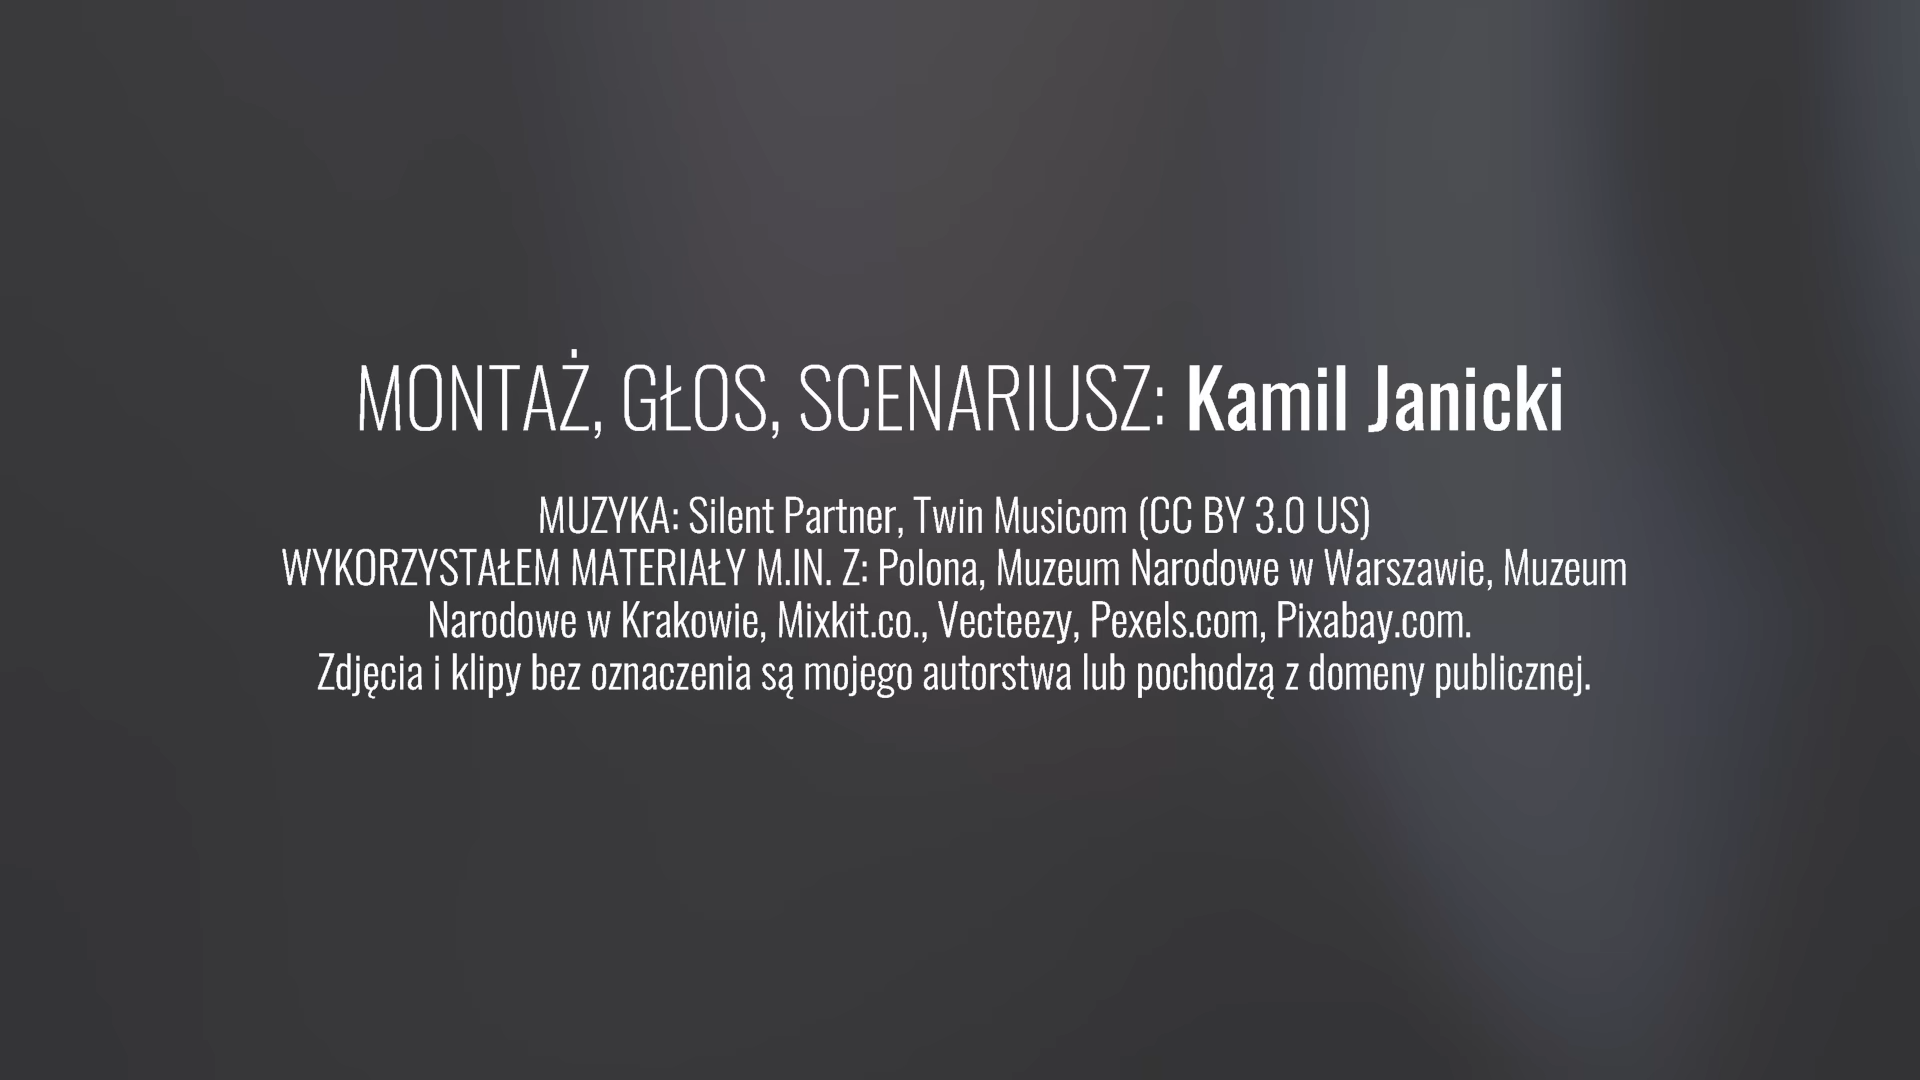 MONTAŻ, GŁOS, SCENARIUSZ: Kamil Janicki
MUZYKA: Silent Partner, Twin Musicom (CC BY 3.0 US)
WYKORZYSTAŁEM MATERIAŁY M.IN. Z: Polona, Muzeum Narodowe w Warszawie, Muzeum
Narodowe w Krakowie, Mixkit.co., Vecteezy, Pexels.com, Pixabay.com.
Zdjęcia i klipy bez oznaczenia są mojego autorstwa lub pochodzą z domeny publicznej.